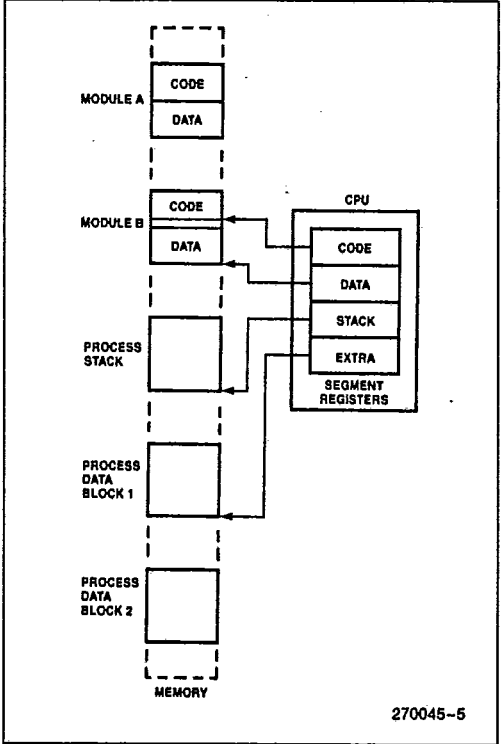 CODE
MODULE A
DATA
CODE
MODULE B
DATA
CPU
CODE
DATA
STACK
EXTRA
SEGMENT
REGISTERS
PROCESS
STACK
PROCESS
DATA
BLOCK 1
PROCESS
DATA
BLOCK 2
MEMORY
270045-5